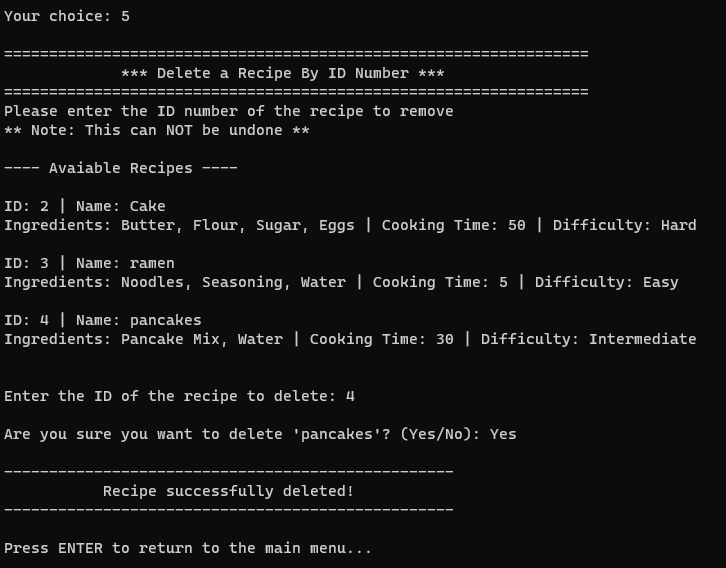 Your choice: 5
=================================================================
*** Delete a Recipe By ID Number ***
=================================================================
Please enter the ID number of the recipe to remove
** Note: This can NOT be undone **
---- Avaiable Recipes ----
ID: 2 | Name: Cake
Ingredients: Butter, Flour, Sugar, Eggs | Cooking Time: 50 | Difficulty: Hard
ID: 3 | Name: ramen
Ingredients: Noodles, Seasoning, Water | Cooking Time: 5 | Difficulty: Easy
ID: 4 | Name: pancakes
Ingredients: Pancake Mix, Water | Cooking Time: 30 | Difficulty: Intermediate
Enter the ID of the recipe to delete: 4
Are you sure you want to delete 'pancakes'? (Yes/No): Yes
--------------------------------------------------
Recipe successfully deleted!
--------------------------------------------------
Press ENTER to return to the main menu...